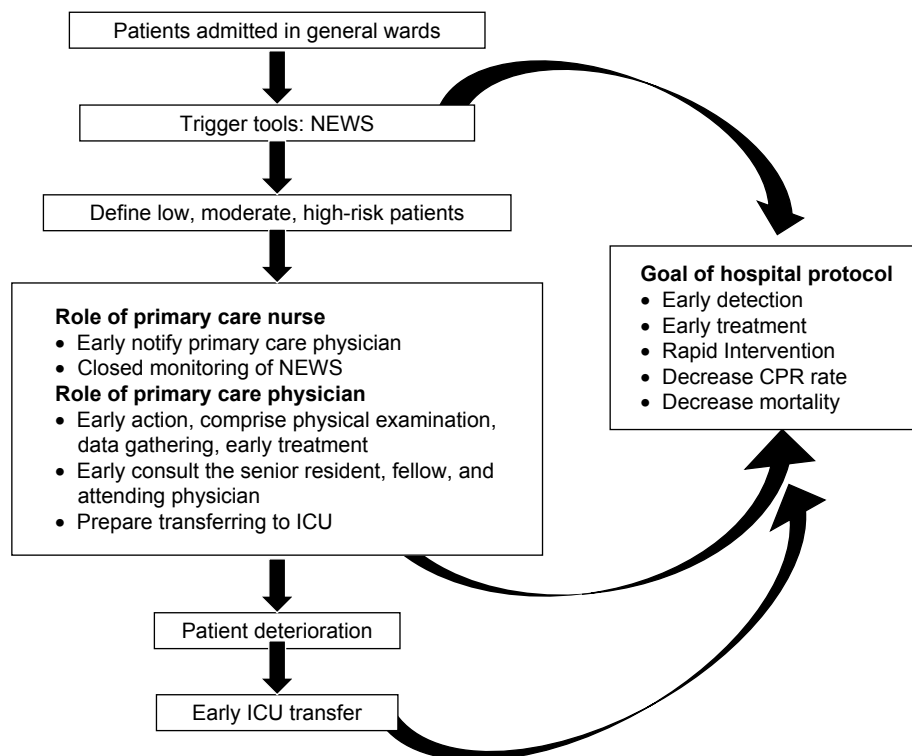 Patients admitted in general wards
Trigger tools: NEWS
Define low, moderate, high-risk patients
Role of primary care nurse
• Early notify primary care physician
• Closed monitoring of NEWS
Role of primary care physician
• Early action, comprise physical examination,
data gathering, early treatment
• Early consult the senior resident, fellow, and
attending physician
• Prepare transferring to ICU
Patient deterioration
Early ICU transfer
Goal of hospital protocol
• Early detection
• Early treatment
• Rapid Intervention
• Decrease CPR rate
• Decrease mortality